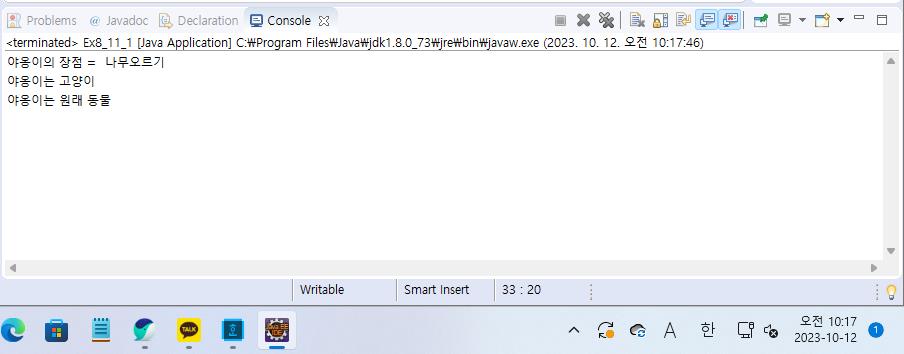 Problems @ Javadoc Declaration Console
<terminated> Ex8_11_1 [Java Application] C:₩Program Files₩Java₩jdk1.8.0_73₩jre₩bin₩javaw.exe (2023. 10. 12. 오전 10:17:46)
야옹이의 장점 = 나무오르기
야옹이는 고양이
야옹이는 원래 동물
Writable Smart Insert 33 : 20
TALK JAVA EE IDE A 한 오전 10:17 1
2023-10-12